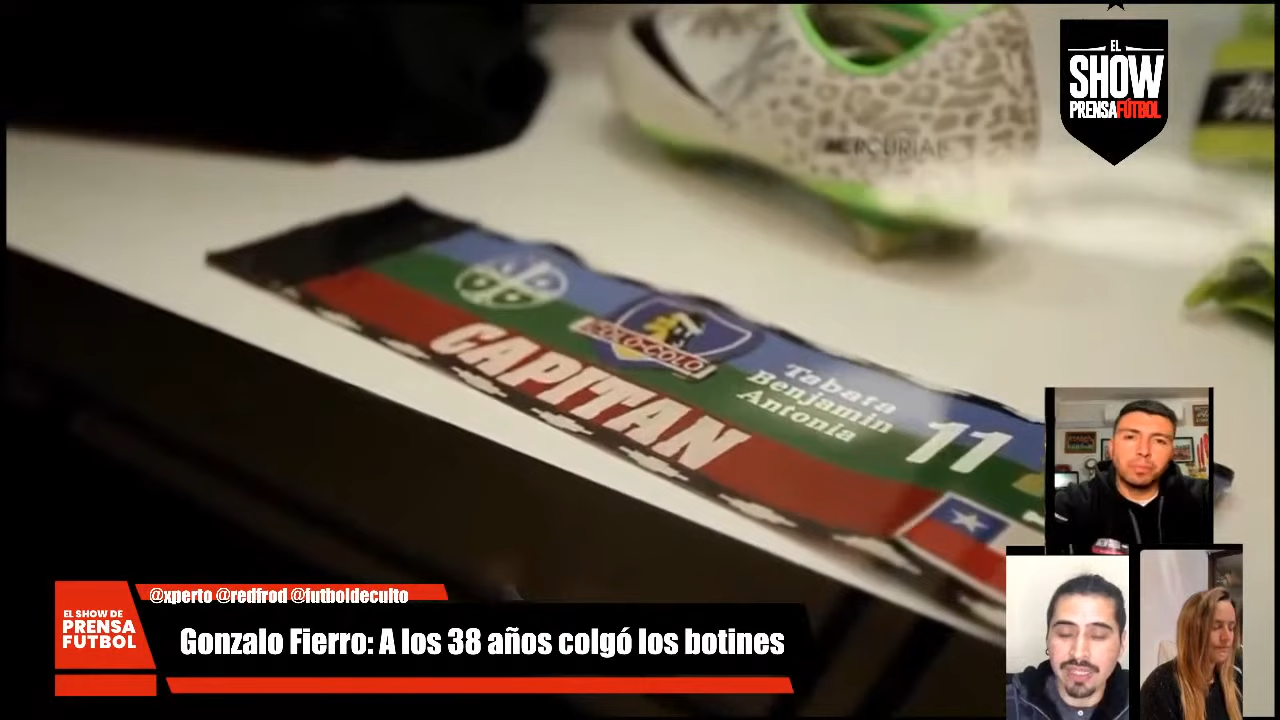 EL
SHOW
PRENSAFÚTBOL
MERCURIAL
COLO-COLO
CAPITAN
Tabata
Benjamin
Antonia
11
@xperto @redfrod @futboldeculto
EL SHOW DE
PRENSA
FUTBOL
Gonzalo Fierro: A los 38 años colgó los botines